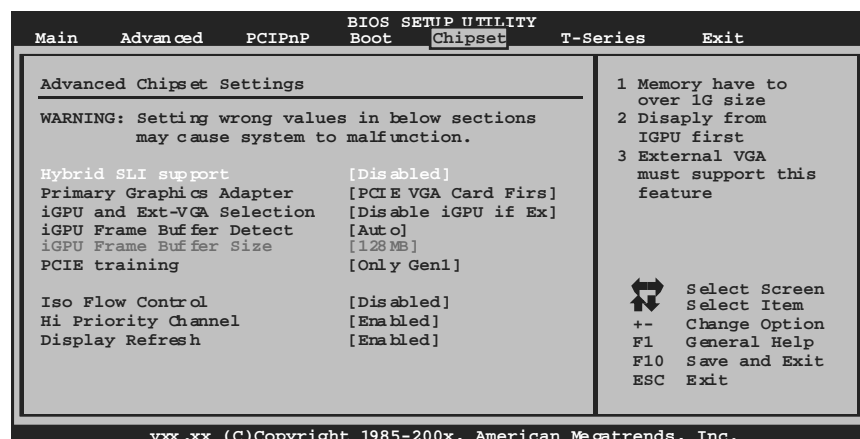 BIOS SETUP UTILITY
Main Advanced PCIPnP Boot Chipset T-Series Exit
Advanced Chipset Settings
WARNING: Setting wrong values in below sections
may cause system to malfunction.
Hybrid SLI support [Disabled]
Primary Graphics Adapter [PCIE VGA Card Firs]
iGPU and Ext-VGA Selection [Disable iGPU if Ex]
iGPU Frame Buffer Detect [Auto]
iGPU Frame Buffer Size [128MB]
PCIE training [Only Gen1]
Iso Flow Control [Disabled]
Hi Priority Channel [Enabled]
Display Refresh [Enabled]
1 Memory have to
over 1G size
2 Disaply from
IGPU first
3 External VGA
must support this
feature
Select Screen
Select Item
+- Change Option
F1 General Help
F10 Save and Exit
ESC Exit
vxx.xx (C)Copyright 1985-200x, American Megatrends, Inc.